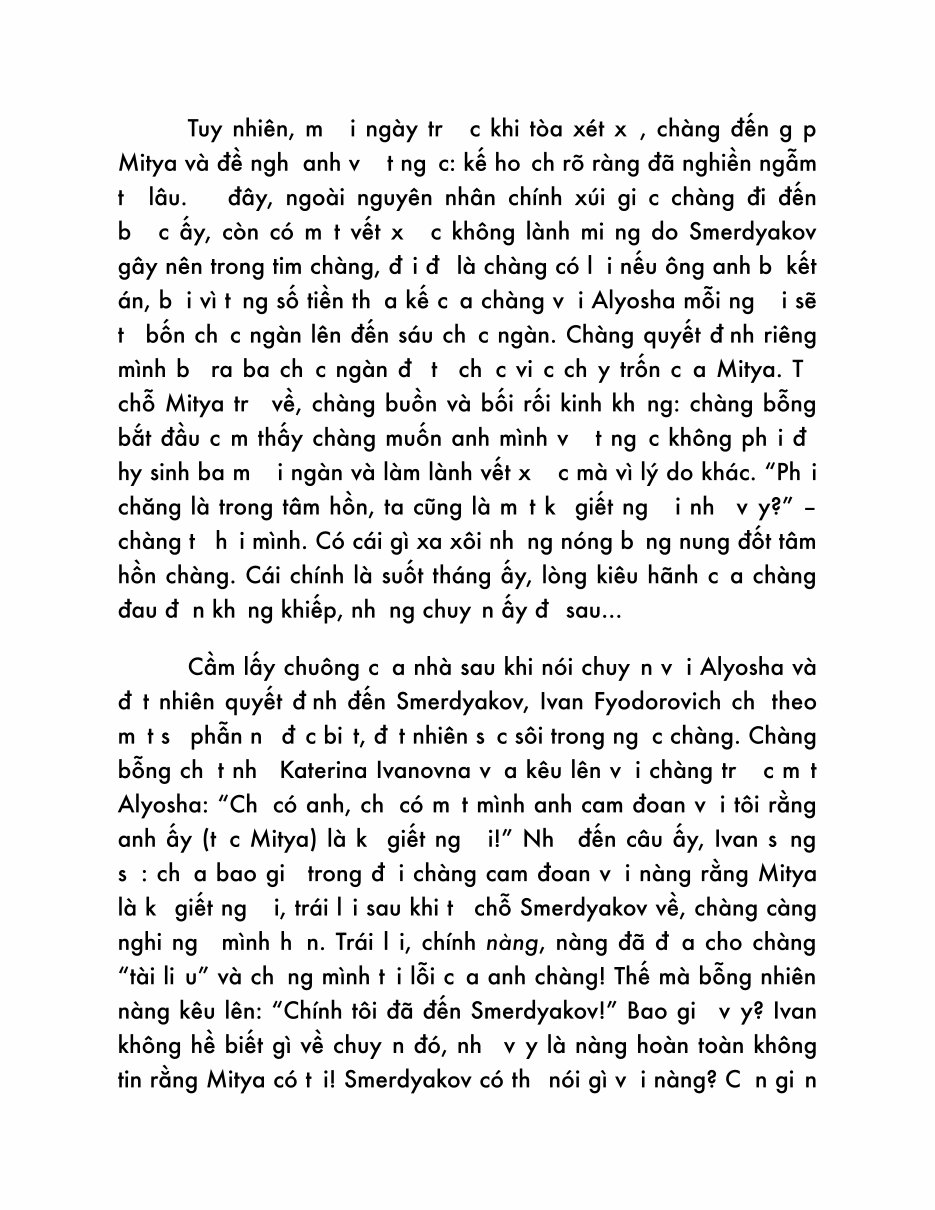 Tuy nhiên, m i ngày tr c khi tòa xét x , chàng đến g p
Mitya và đề ngh anh v t ng c: kế ho ch rõ ràng đã nghiền ngẫm
t lâu. đây, ngoài nguyên nhân chính xúi gi c chàng đi đến
b c ấy, còn có m t vết x c không lành mi ng do Smerdyakov
gây nên trong tim chàng, đ i đ là chàng có l i nếu ông anh b kết
án, b i vì t ng số tiền th a kế c a chàng v i Alyosha mỗi ng i sẽ
t bốn ch c ngàn lên đến sáu ch c ngàn. Chàng quyết đ nh riêng
mình b ra ba ch c ngàn đ t ch c vi c ch y trốn c a Mitya. T
chỗ Mitya tr về, chàng buồn và bối rối kinh kh ng: chàng bỗng
bắt đầu c m thấy chàng muốn anh mình v t ng c không ph i đ
hy sinh ba m i ngàn và làm lành vết x c mà vì lý do khác. “Ph i
chăng là trong tâm hồn, ta cũng là m t k giết ng i nh v y?” –
chàng t h i mình. Có cái gì xa xôi nh ng nóng b ng nung đốt tâm
hồn chàng. Cái chính là suốt tháng ấy, lòng kiêu hãnh c a chàng
đau đ n kh ng khiếp, nh ng chuy n ấy đ sau...
Cầm lấy chuông c a nhà sau khi nói chuy n v i Alyosha và
đ t nhiên quyết đ nh đến Smerdyakov, Ivan Fyodorovich ch theo
m t s phẫn n đ c bi t, đ t nhiên s c sôi trong ng c chàng. Chàng
bỗng ch t nh Katerina Ivanovna v a kêu lên v i chàng tr c m t
Alyosha: “Ch có anh, ch có m t mình anh cam đoan v i tôi rằng
anh ấy (t c Mitya) là k giết ng i!” Nh đến câu ấy, Ivan s ng
s : ch a bao gi trong đ i chàng cam đoan v i nàng rằng Mitya
là k giết ng i, trái l i sau khi t chỗ Smerdyakov về, chàng càng
nghi ng mình h n. Trái l i, chính nàng, nàng đã đ a cho chàng
“tài li u” và ch ng mình t i lỗi c a anh chàng! Thế mà bỗng nhiên
nàng kêu lên: “Chính tôi đã đến Smerdyakov!” Bao gi v y? Ivan
không hề biết gì về chuy n đó, nh v y là nàng hoàn toàn không
tin rằng Mitya có t i! Smerdyakov có th nói gì v i nàng? C n gi n